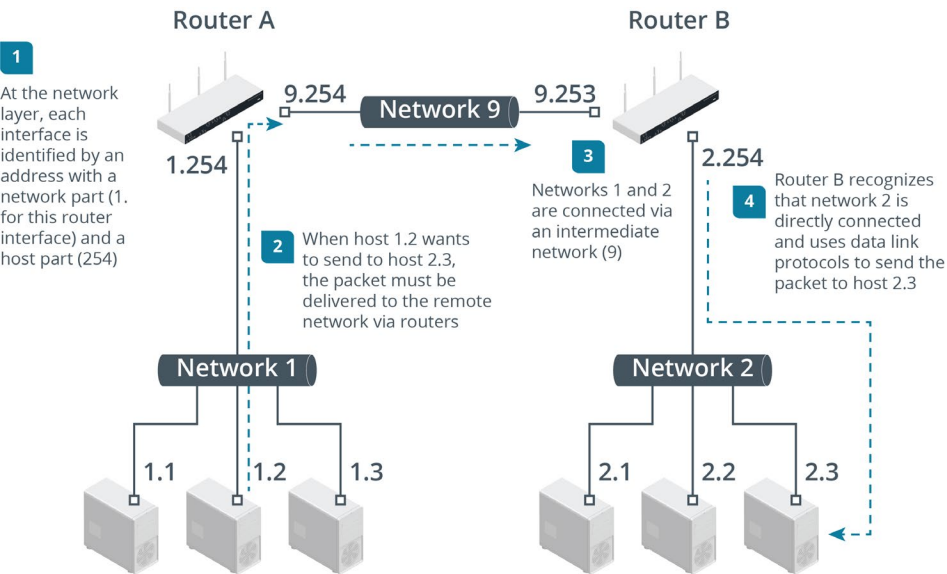 Router A
Router B
1
At the network
layer, each
interface is
identified by an
address with a
network part (1.
for this router
interface) and a
host part (254)
9.254
Network 9
9.253
1.254
2.254
3
Networks 1 and 2
are connected via
an intermediate
network (9)
4
Router B recognizes
that network 2 is
directly connected
and uses data link
protocols to send the
packet to host 2.3
2
When host 1.2 wants
to send to host 2.3,
the packet must be
delivered to the remote
network via routers
Network 1
Network 2
1.1
1.2
1.3
2.1
2.2
2.3